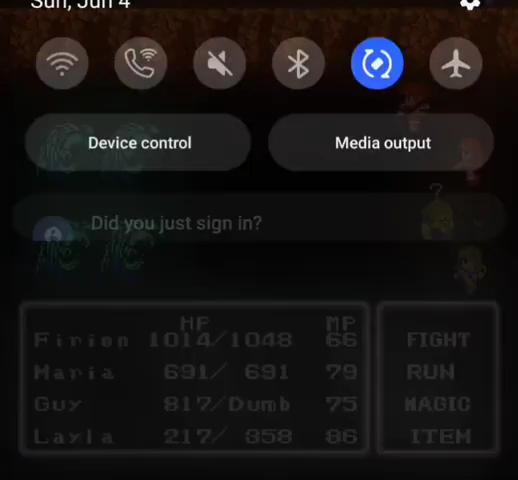 Sun, Jun 4
Device control Media output
Did you just sign in?
?
HP MP
Firion 1014/1048 66 FIGHT
Maria 691/ 691 79 RUN
Guy 817/Dumb 75 MAGIC
Layla 217/ 358 86 ITEM